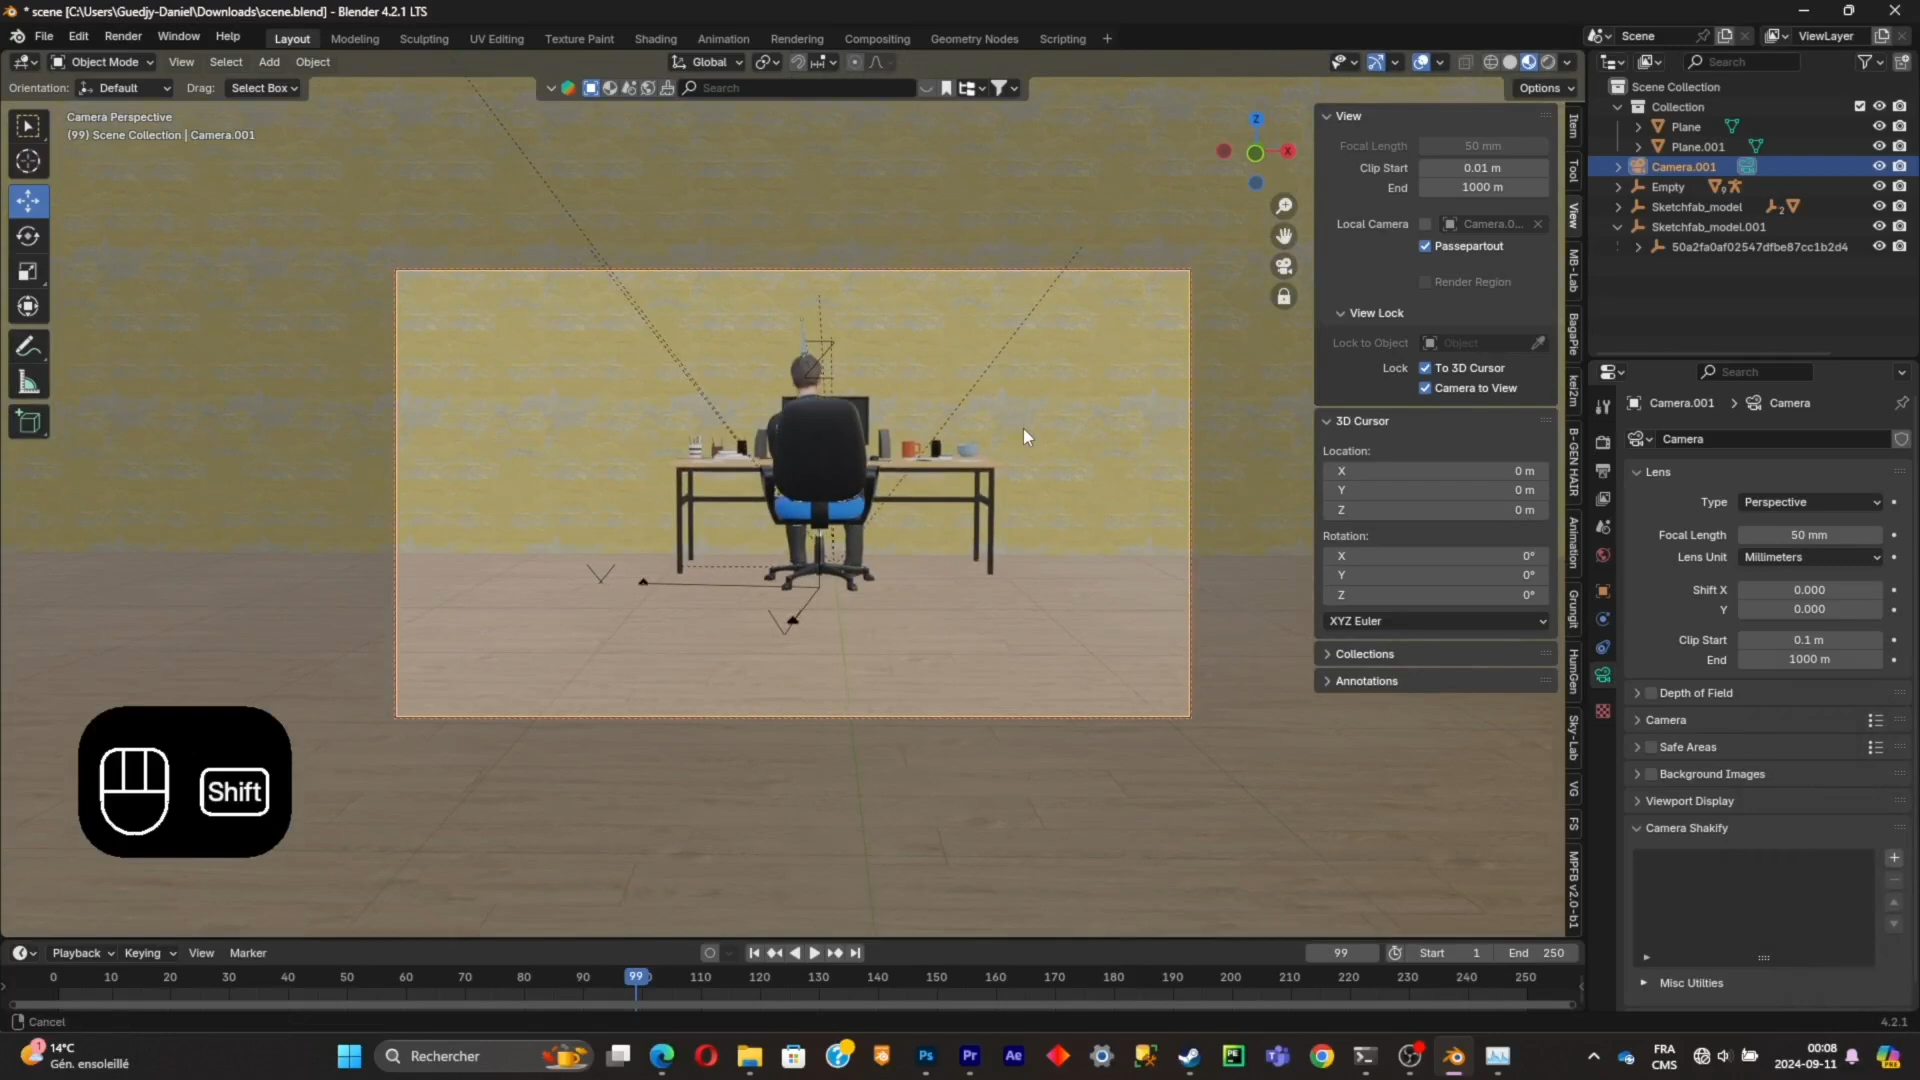 * scene [C:\Users\Guedjy-Daniel\Downloads\scene.blend] - Blender 4.2.1 LTS
File Edit Render Window Help Layout Modeling Sculpting UV Editing Texture Paint Shading Animation Rendering Compositing Geometry Nodes Scripting + Scene ViewLayer
Object Mode View Select Add Object Global Search
Orientation: Default Drag: Select Box Search Options
Scene Collection
Collection
Plane
Plane.001
Camera.001
Empty
Sketchfab_model
Sketchfab_model.001
50a2fa0af02547dfbe87cc1b2d4
Camera Perspective
(99) Scene Collection | Camera.001
Z
X
View
Focal Length 50 mm
Clip Start 0.01 m
End 1000 m
Local Camera Camera.0...
Passepartout
Render Region
View Lock
Lock to Object Object
Lock To 3D Cursor
Camera to View
3D Cursor
Location:
X 0 m
Y 0 m
Z 0 m
Rotation:
X 0°
Y 0°
Z 0°
XYZ Euler
Collections
Annotations
Item
Tool
View
MB-Lab
BagaPie
kei2m
B-GEN HAIR
Animation
Grungit
HumGen
Sky-Lab
VG
FS
MPFB v2.0-b1
Search
Camera.001 > Camera
Camera
Lens
Type Perspective
Focal Length 50 mm
Lens Unit Millimeters
Shift X 0.000
Y 0.000
Clip Start 0.1 m
End 1000 m
Depth of Field
Camera
Safe Areas
Background Images
Viewport Display
Camera Shakify
Misc Utilties
Shift
Playback Keying View Marker 99 Start 1 End 250
0 10 20 30 40 50 60 70 80 90 99 110 120 130 140 150 160 170 180 190 200 210 220 230 240 250
Cancel 4.2.1
1 14°C
Gén. ensoleillé
Rechercher
Ps Pr Ae PE
FRA
CMS
00:08
2024-09-11